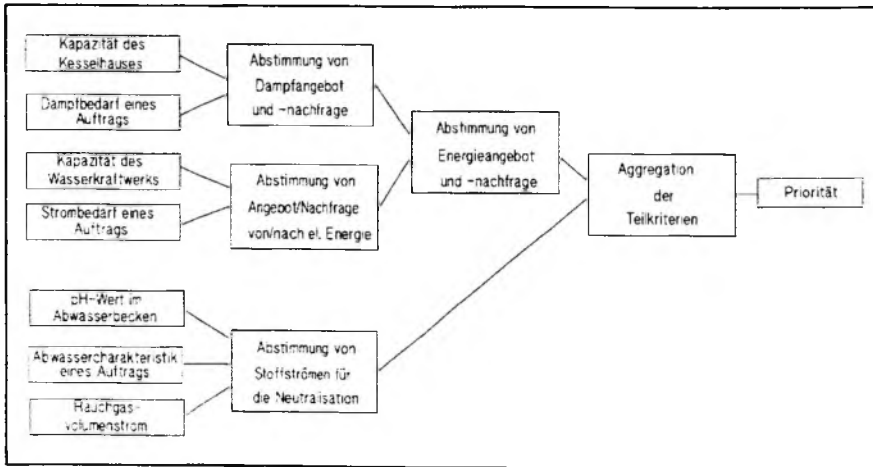 Kapazität des
Kesselhauses
Dampfbedarf eines
Auftrags
Abstimmung von
Dampfangebot
und -nachfrage
Kapazität des
Wasserkraftwerks
Strombedarf eines
Auftrags
Abstimmung von
Angebot/Nachfrage
von/nach el. Energie
Abstimmung von
Energieangebot
und -nachfrage
pH-Wert im
Abwasserbecken
Abwassercharakteristik
eines Auftrags
Rauchgas-
volumenstrom
Abstimmung von
Stoffströmen für
die Neutralisation
Aggregation
der
Teilkriterien
Priorität